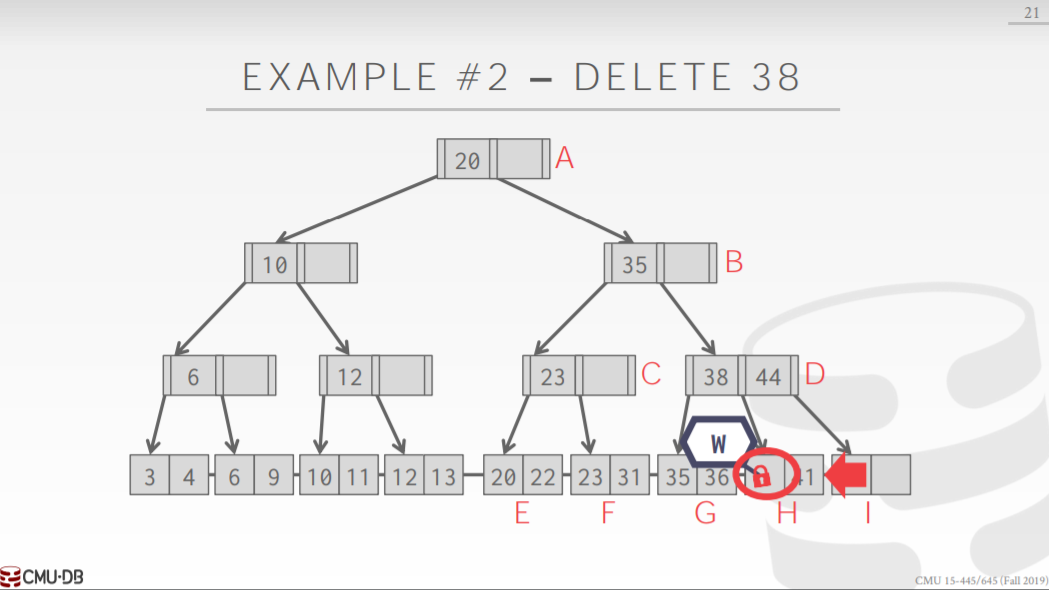 21
EXAMPLE #2 – DELETE 38
20 A
10 35 B
6 12 23 C 38 44 D
W
3 4 6 9 10 11 12 13 20 22 23 31 35 36 41
E F G H I
CMU·DB CMU 15-445/645 (Fall 2019)